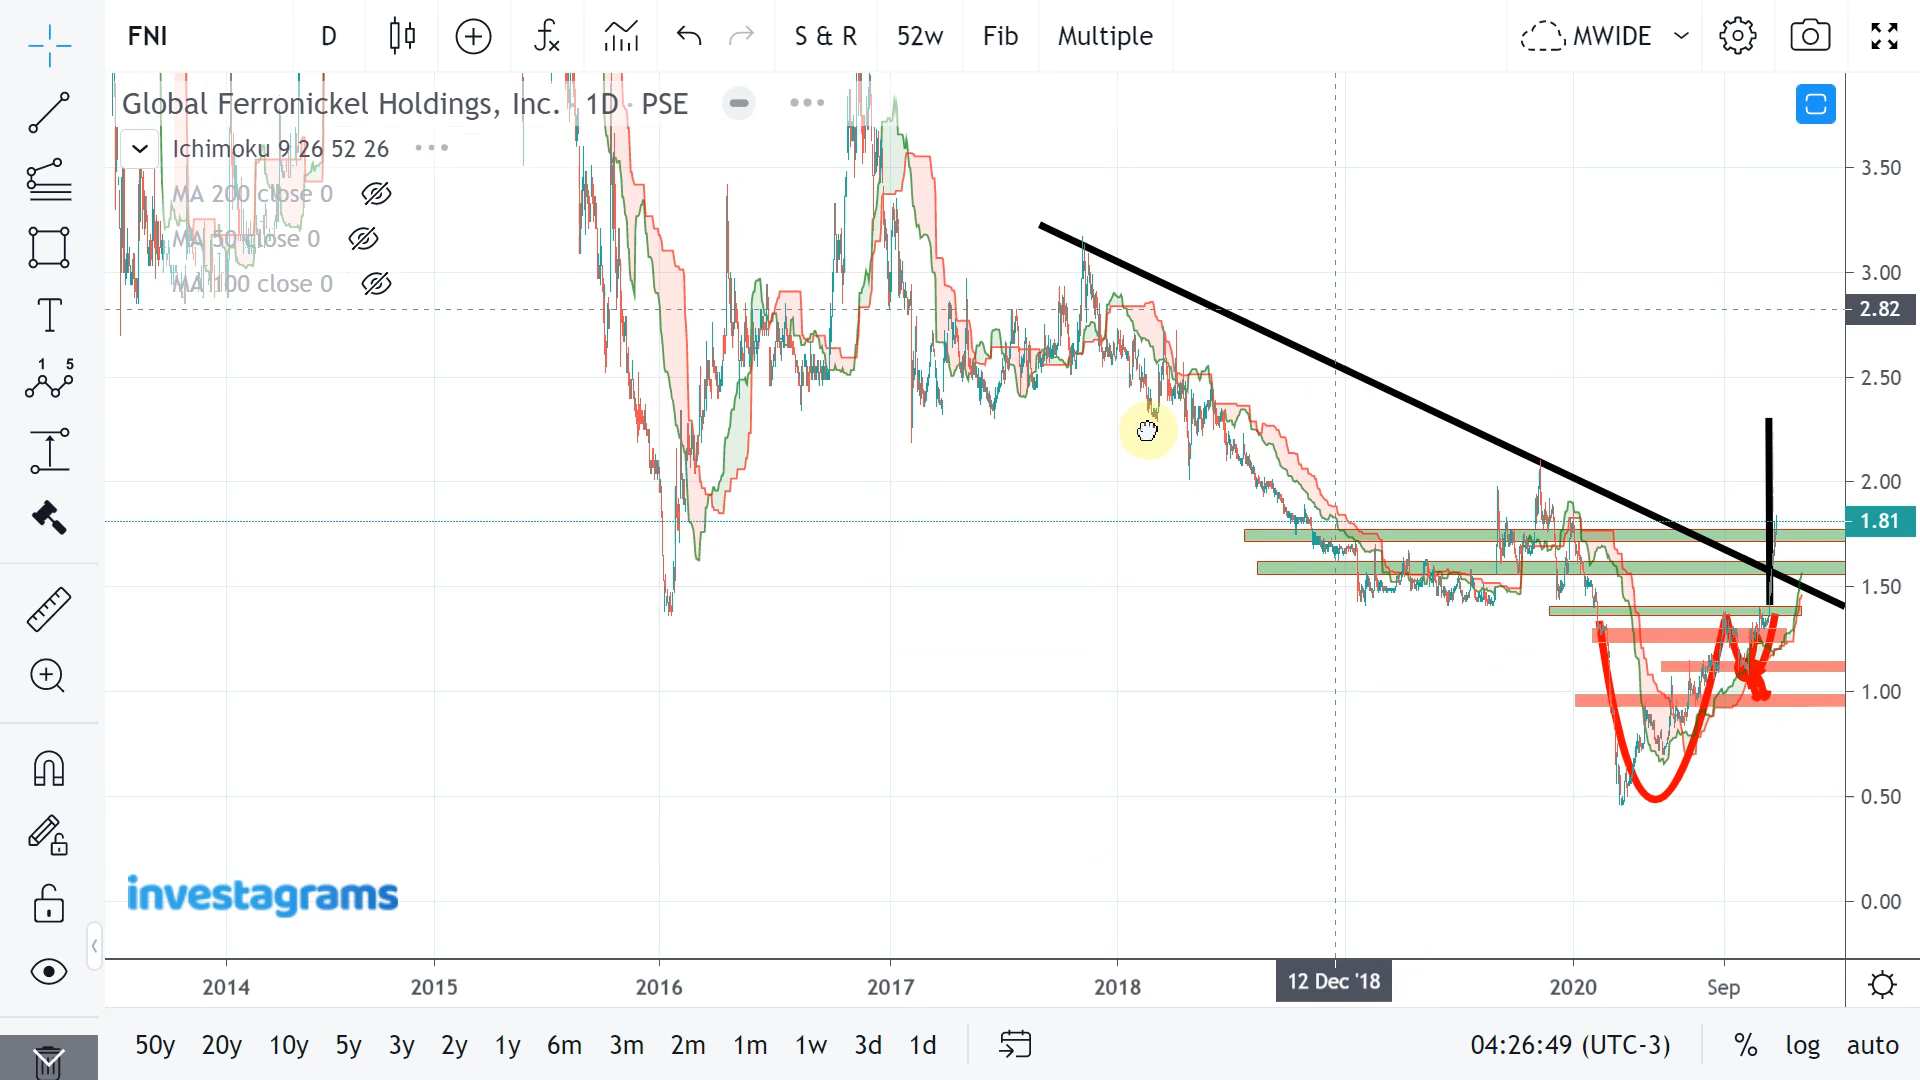 FNI
D
S & R
52w
Fib
Multiple
MWIDE
Global Ferronickel Holdings, Inc. · 1D · PSE
Ichimoku 9 26 52 26
MA 200 close 0
MA 50 close 0
MA 100 close 0
1 5
3.50
3.00
2.82
2.50
2.00
1.81
1.50
1.00
0.50
0.00
investagrams
2014
2015
2016
2017
2018
12 Dec '18
2020
Sep
50y 20y 10y 5y 3y 2y 1y 6m 3m 2m 1m 1w 3d 1d
04:26:49 (UTC-3)
% log auto